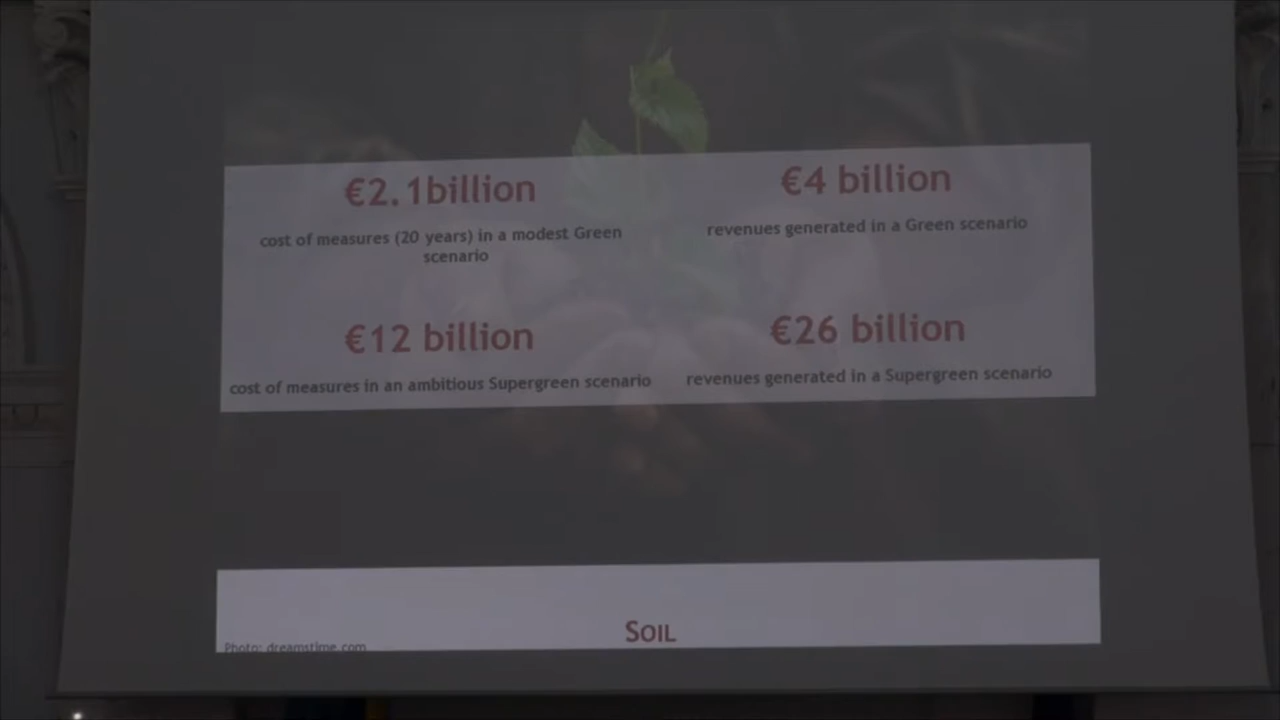 €2.1billion
€4 billion
cost of measures (20 years) in a modest Green
scenario
revenues generated in a Green scenario
€12 billion
€26 billion
cost of measures in an ambitious Supergreen scenario
revenues generated in a Supergreen scenario
SOIL
Photo: dreamstime.com